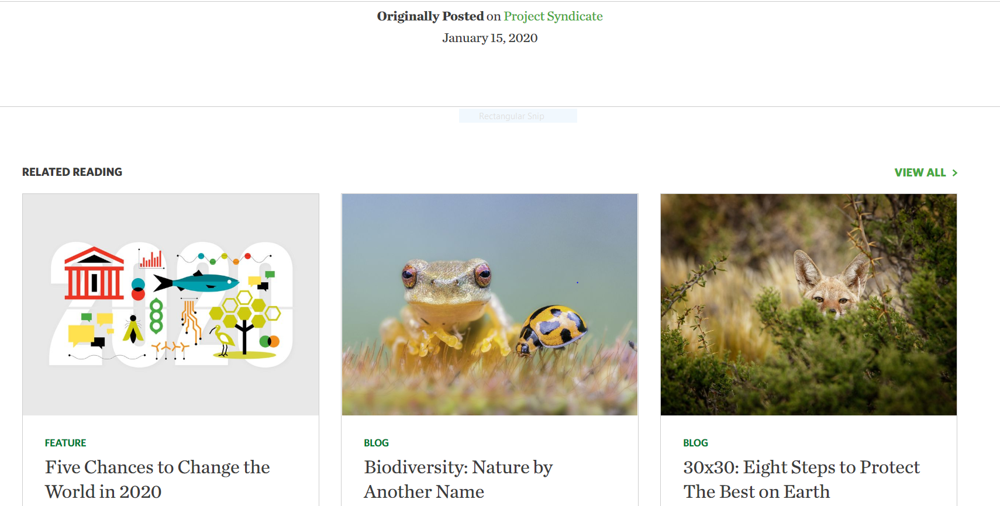 Originally Posted on Project Syndicate
January 15, 2020
Rectangular Snip
RELATED READING
VIEW ALL >
2020
FEATURE
Five Chances to Change the
World in 2020
BLOG
Biodiversity: Nature by
Another Name
BLOG
30x30: Eight Steps to Protect
The Best on Earth